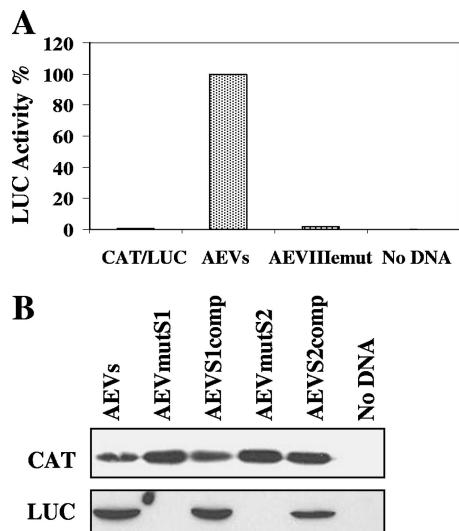 A
LUC Activity %
120
100
80
60
40
20
0
CAT/LUC AEVs AEVIIIemut No DNA
B
AEVs
AEVmutS1
AEVS1comp
AEVmutS2
AEVS2comp
No DNA
CAT
LUC